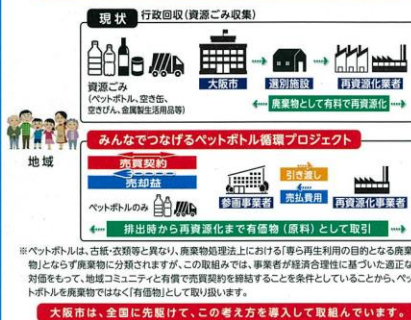 現状 行政回収(資源ごみ収集)
資源ごみ
(ペットボトル、空き缶、
空きびん、金属製生活用品等)
大阪市
選別施設
再資源化業者
廃棄物として有料で再資源化
地域
みんなでつなげるペットボトル循環プロジェクト
売買契約
売却益
ペットボトルのみ
参画事業者
引き渡し
売払費用
再資源化事業
排出時から再資源化まで有価物(原料)として取引
※ペットボトルは、古紙・衣類等と異なり、廃棄物処理法上における「専ら再生利用の目的となる廃棄
物」とならず廃棄物に分類されますが、この取組みでは、事業者が経済合理性に基づいた適正な
対価をもって、地域コミュニティと有償で売買契約を締結することを条件としていることから、ペッ
トボトルを廃棄物ではなく「有価物」として取り扱います。
大阪市は、全国に先駆けて、この考え方を導入して取組んでいます。